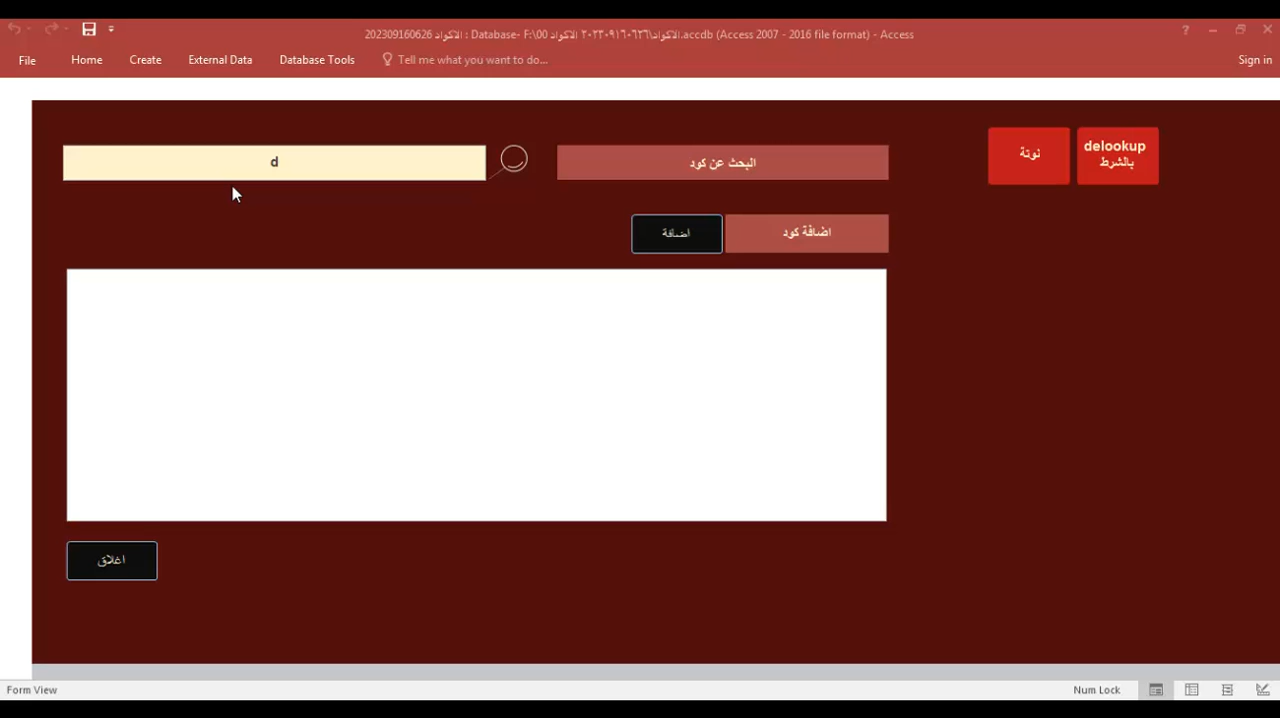 202309160626 الاكواد : Database- F:\00 الاكواد ٢٠٢٣٠٩١٦٠٦٢٦\الاكواد.accdb (Access 2007 - 2016 file format) - Access
?
File Home Create External Data Database Tools Tell me what you want to do... Sign in
d
البحث عن كود
نوتة
delookup
بالشرط
اضافة
اضافة كود
اغلاق
Form View
Num Lock